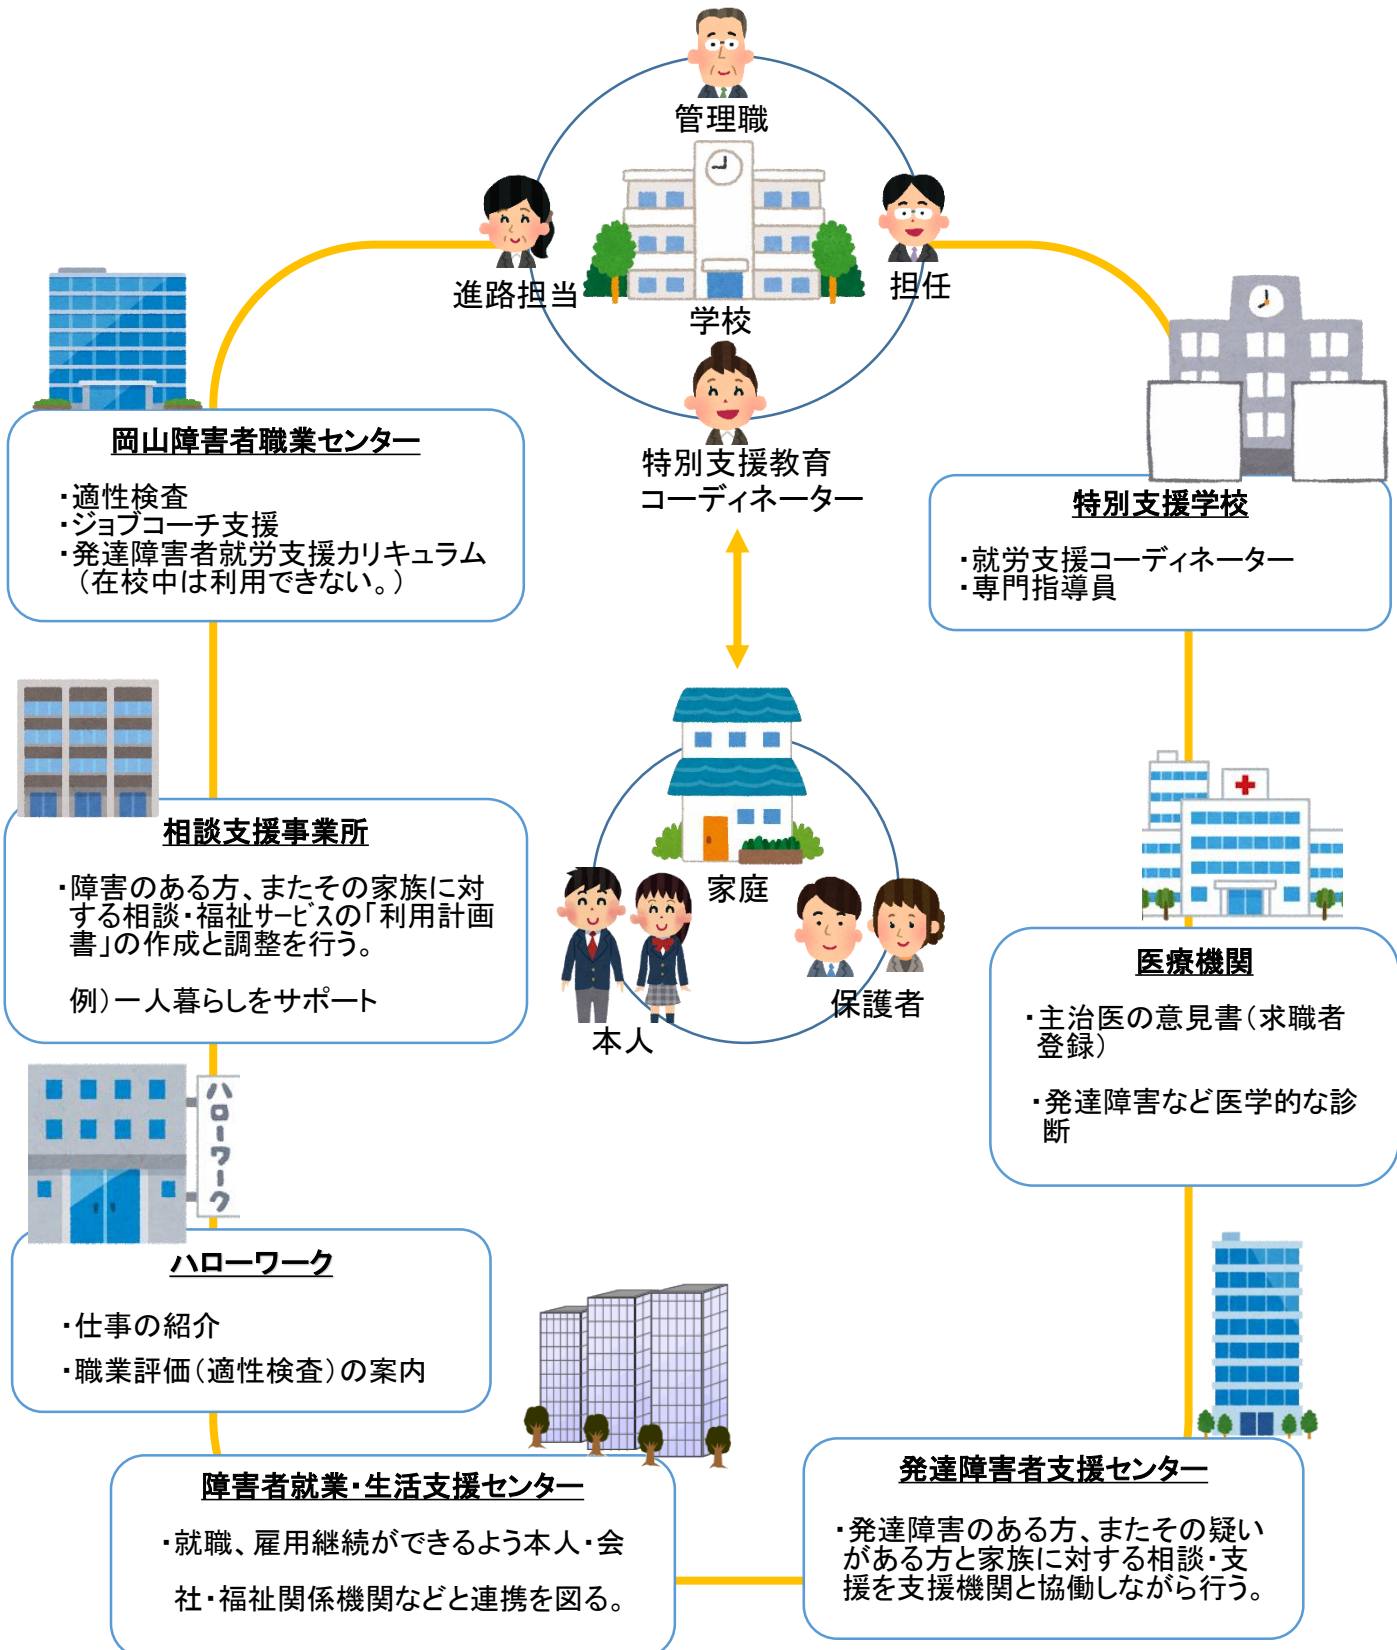 管理職
進路担当
担任
学校
特別支援教育
コーディネーター
岡山障害者職業センター
・適性検査
・ジョブコーチ支援
・発達障害者就労支援カリキュラム
（在校中は利用できない。）
特別支援学校
・就労支援コーディネーター
・専門指導員
相談支援事業所
・障害のある方、またその家族に対
する相談・福祉サービスの「利用計画
書」の作成と調整を行う。
例）一人暮らしをサポート
家庭
本人
保護者
医療機関
・主治医の意見書（求職者
登録）
・発達障害など医学的な診
断
ハローワーク
ハローワーク
・仕事の紹介
・職業評価（適性検査）の案内
障害者就業・生活支援センター
・就職、雇用継続ができるよう本人・会
社・福祉関係機関などと連携を図る。
発達障害者支援センター
・発達障害のある方、またその疑い
がある方と家族に対する相談・支
援を支援機関と協働しながら行う。